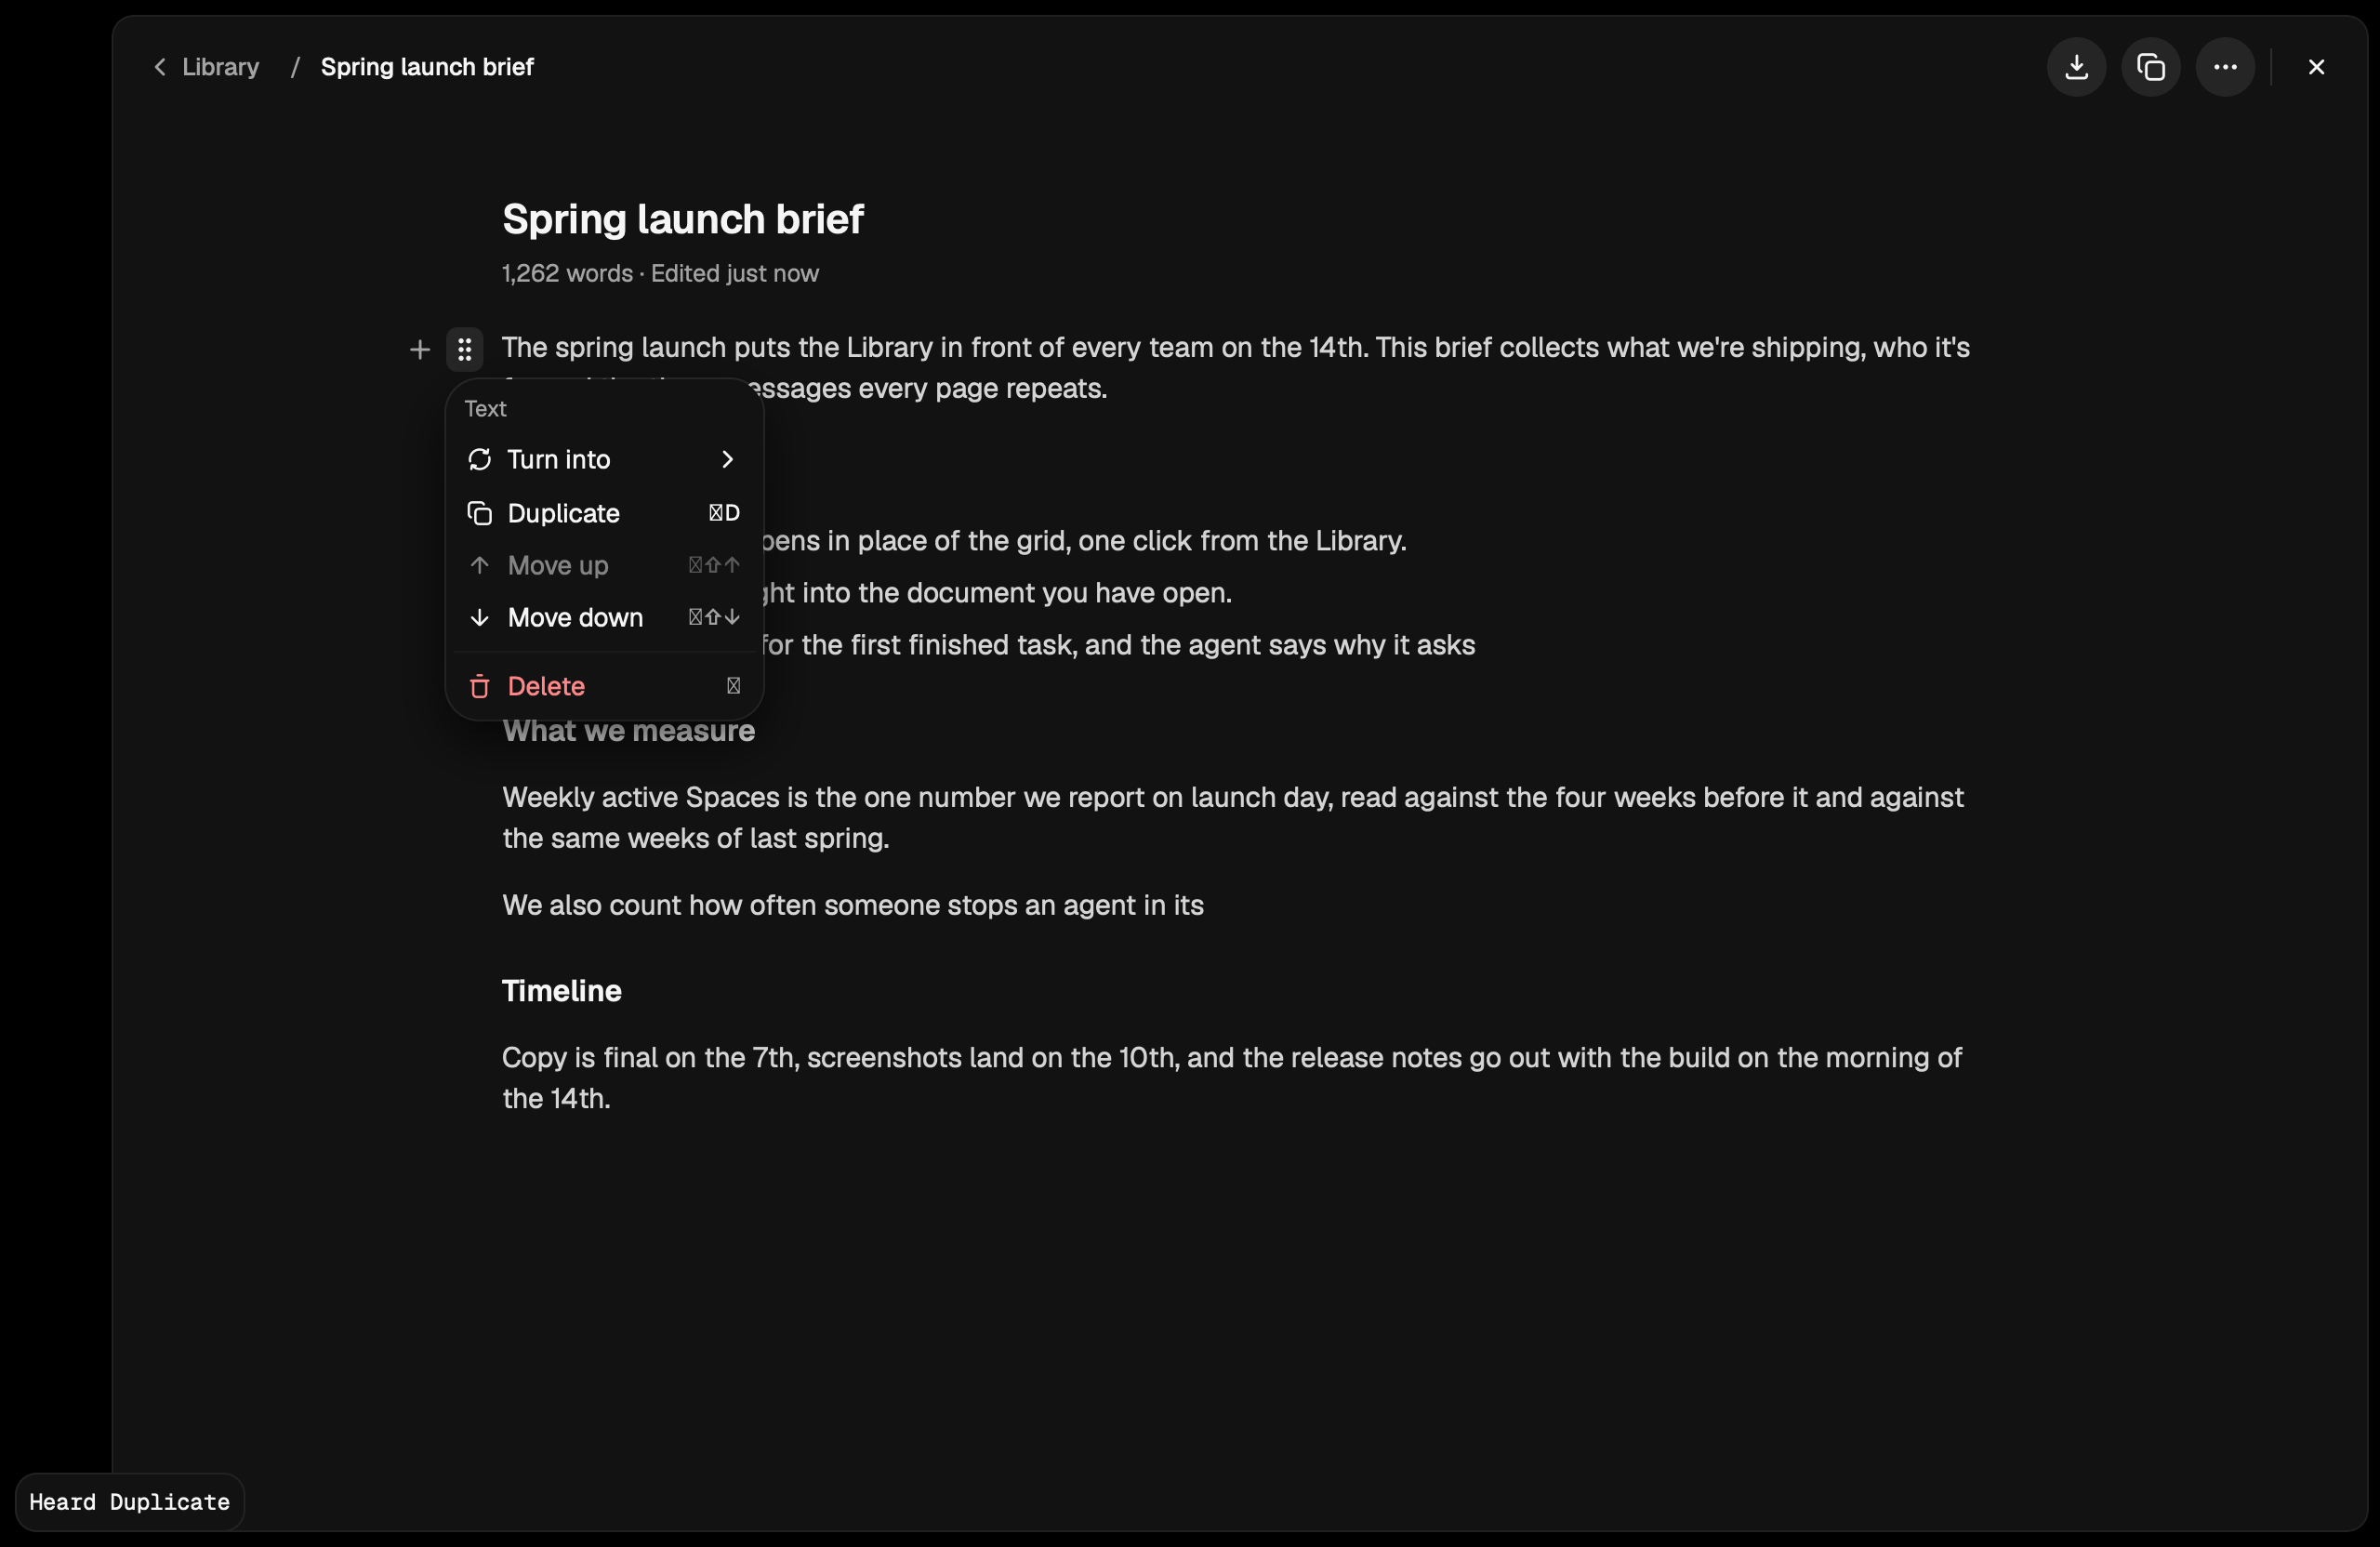 Library / Spring launch brief
Spring launch brief
1,262 words · Edited just now
The spring launch puts the Library in front of every team on the 14th. This brief collects what we're shipping, who it's
essages every page repeats.
Text
Turn into
Duplicate D
pens in place of the grid, one click from the Library.
Move up ⇧↑
ght into the document you have open.
Move down ⇧↓
for the first finished task, and the agent says why it asks
Delete
What we measure
Weekly active Spaces is the one number we report on launch day, read against the four weeks before it and against
the same weeks of last spring.
We also count how often someone stops an agent in its
Timeline
Copy is final on the 7th, screenshots land on the 10th, and the release notes go out with the build on the morning of
the 14th.
Heard Duplicate